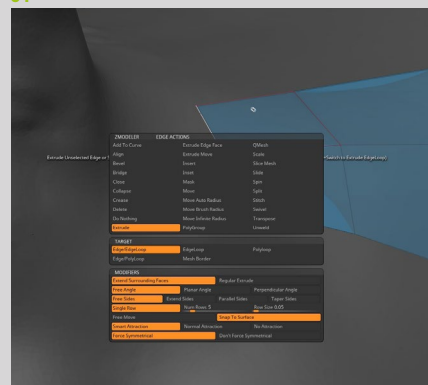 ZMODELER EDGE ACTIONS
Add To Curve Extrude Edge Face QMesh
Align Extrude Move Scale
Bevel Insert Slice Mesh
Bridge Inset Slide
Close Mask Spin
Collapse Move Split
Crease Move Auto Radius Stitch
Delete Move Brush Radius Swivel
Do Nothing Move Infinite Radius Transpose
Extrude PolyGroup Unweld
Extrude Unselected Edge or
(Switch to Extrude EdgeLoop)
TARGET
Edge/EdgeLoop EdgeLoop Polyloop
Edge/PolyLoop Mesh Border
MODIFIERS
Extend Surrounding Faces Regular Extrude
Free Angle Planar Angle Perpendicular Angle
Free Sides Extend Sides Parallel Sides Taper Sides
Single Row Num Rows 5 Row Size 0.05
Free Move Snap To Surface
Smart Attraction Normal Attraction No Attraction
Force Symmetrical Don't Force Symmetrical